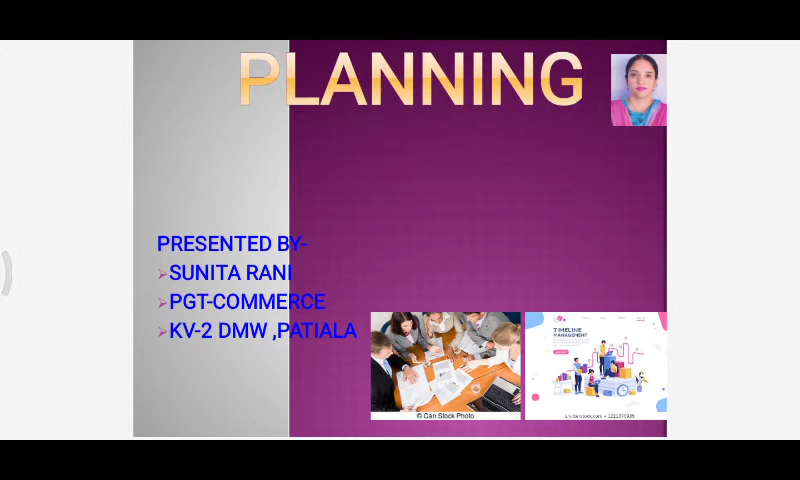 PLANNING
PRESENTED BY-
SUNITA RANI
PGT-COMMERCE
KV-2 DMW ,PATIALA
© Can Stock Photo
TIMELINE
MANAGEMENT